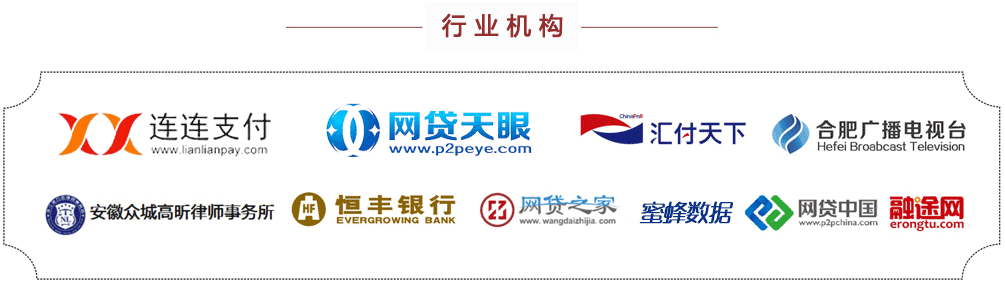 行业机构
连连支付
www.lianlianpay.com
网贷天眼
www.p2peye.com
ChinaPnR
汇付天下
合肥广播电视台
Hefei Broabcast Television
安徽众城高昕律师事务所
HF
恒丰银行
EVERGROWING BANK
网贷之家
www.wangdaizhijia.com
蜜蜂数据
网贷中国
www.p2pchina.com
融途网
erongtu.com